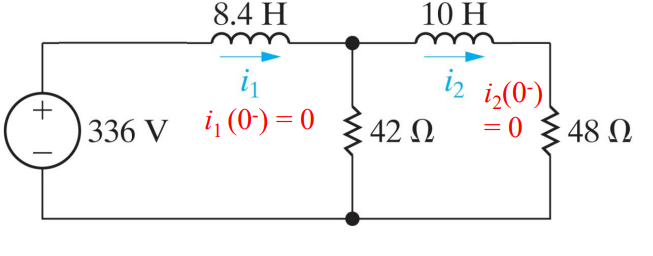 8.4 H
10 H
i₁
i₂
i₁ (0⁻) = 0
i₂(0⁻)
= 0
+
336 V
−
42 Ω
48 Ω